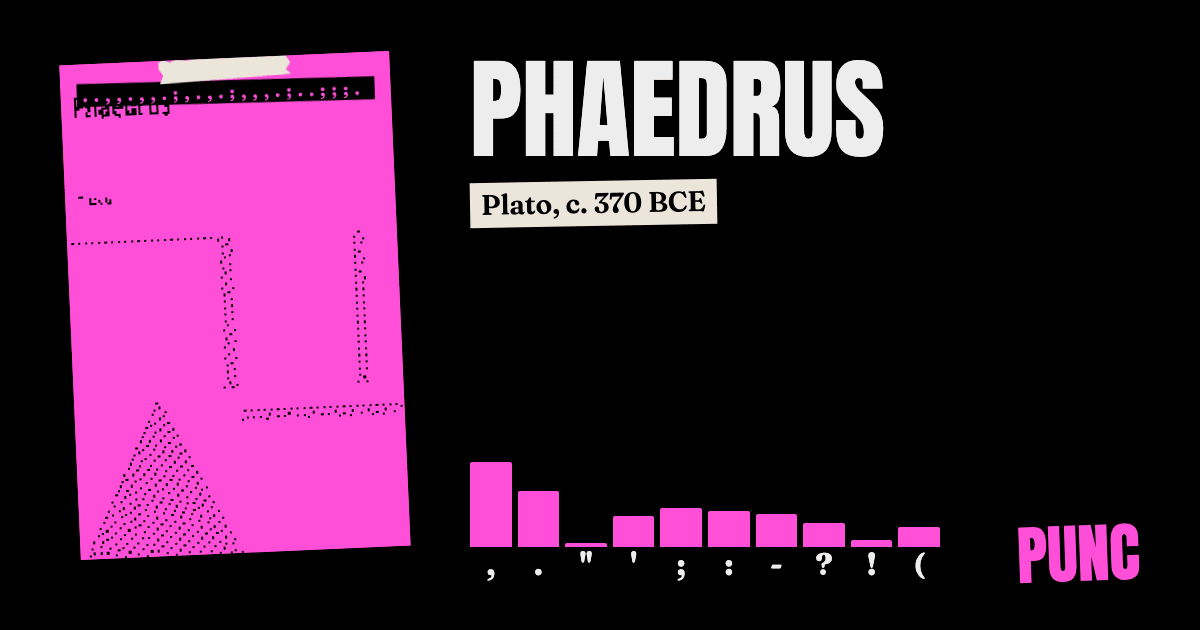 PHAEDRUS
Plato, c. 370 BCE
, . " ' ; : - ? ! (
PUNC